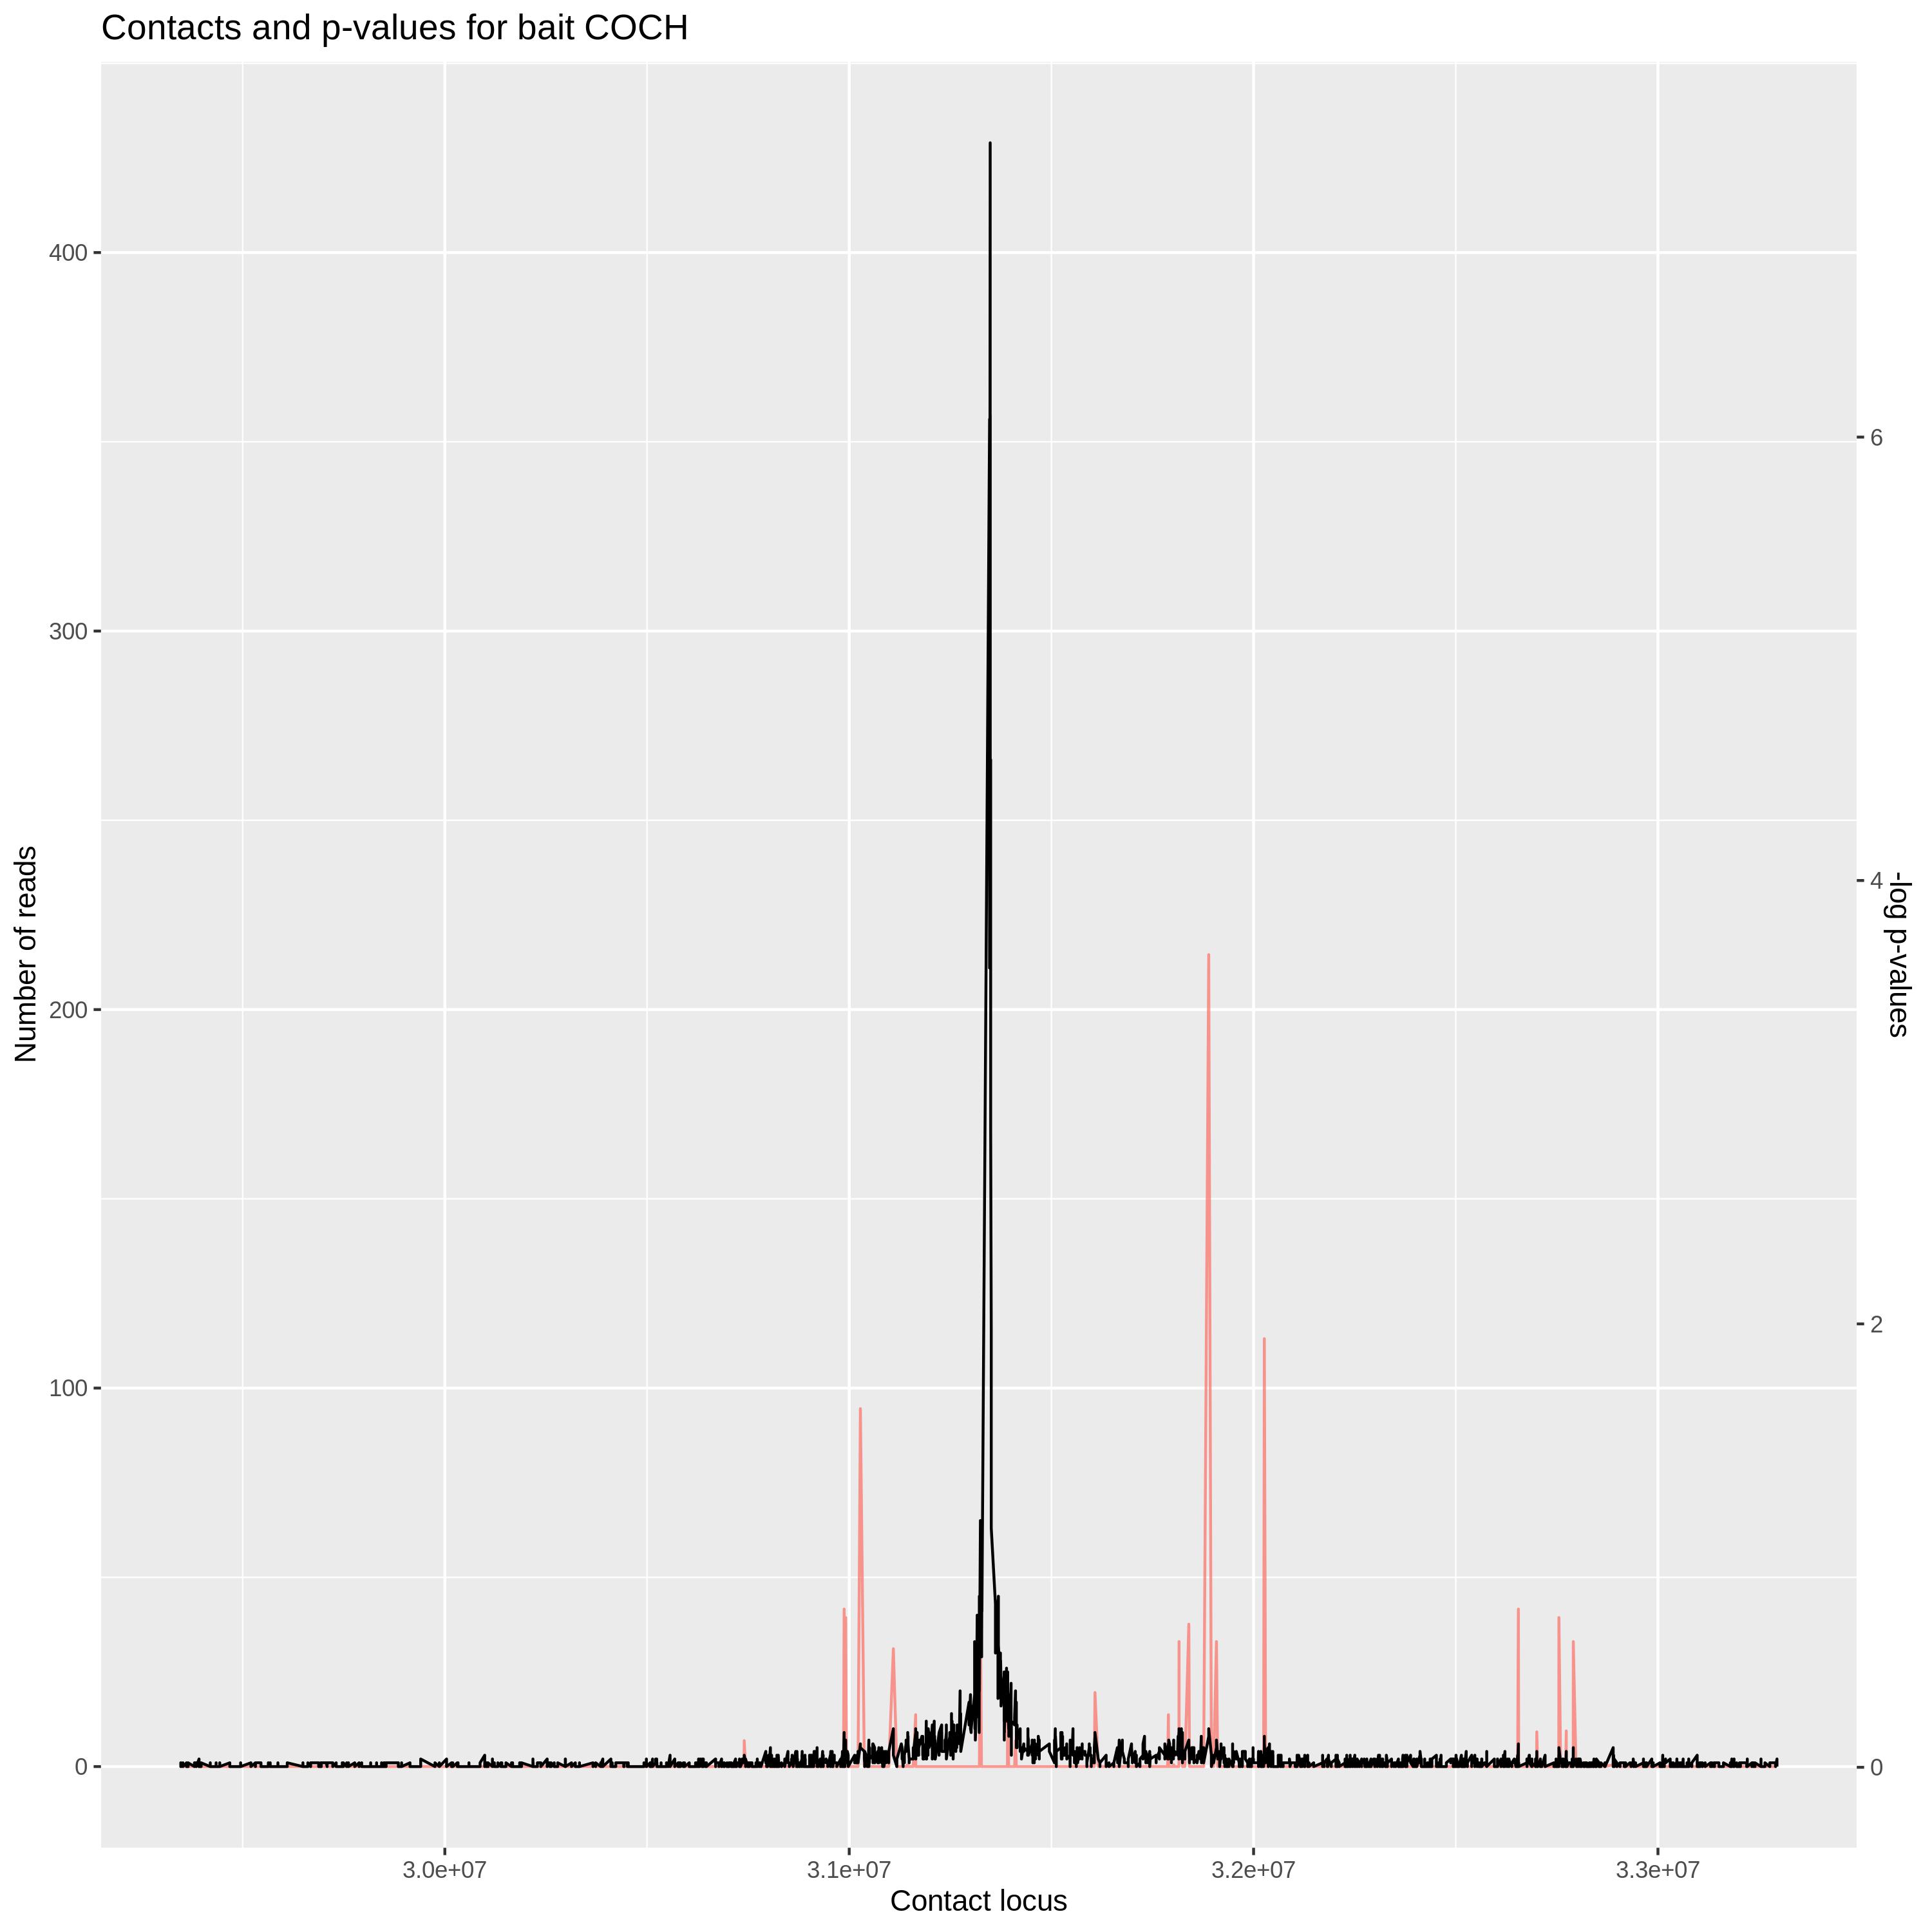 Contacts and p-values for bait COCH
400
300
200
100
0
Number of reads
6
4
2
0
-log p-values
3.0e+07
3.1e+07
3.2e+07
3.3e+07
Contact locus